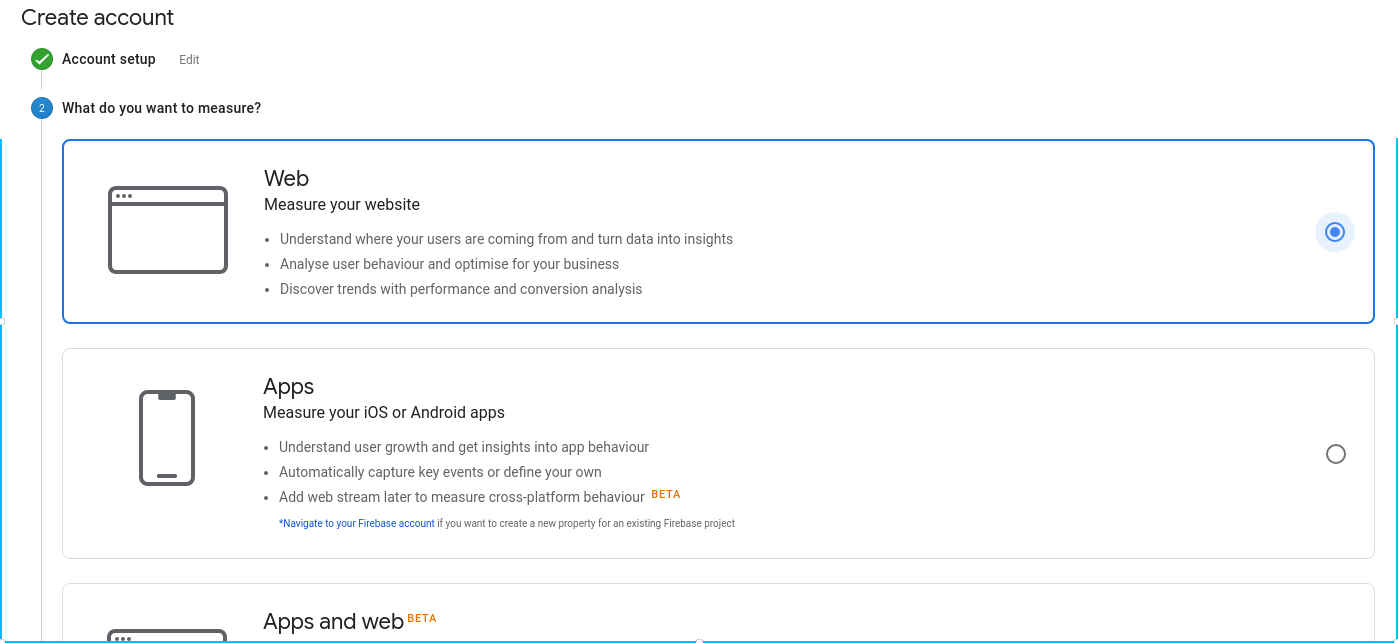 Create account
Account setup Edit
2 What do you want to measure?
Web
Measure your website
• Understand where your users are coming from and turn data into insights
• Analyse user behaviour and optimise for your business
• Discover trends with performance and conversion analysis
Apps
Measure your iOS or Android apps
• Understand user growth and get insights into app behaviour
• Automatically capture key events or define your own
• Add web stream later to measure cross-platform behaviour BETA
*Navigate to your Firebase account if you want to create a new property for an existing Firebase project
Apps and web BETA